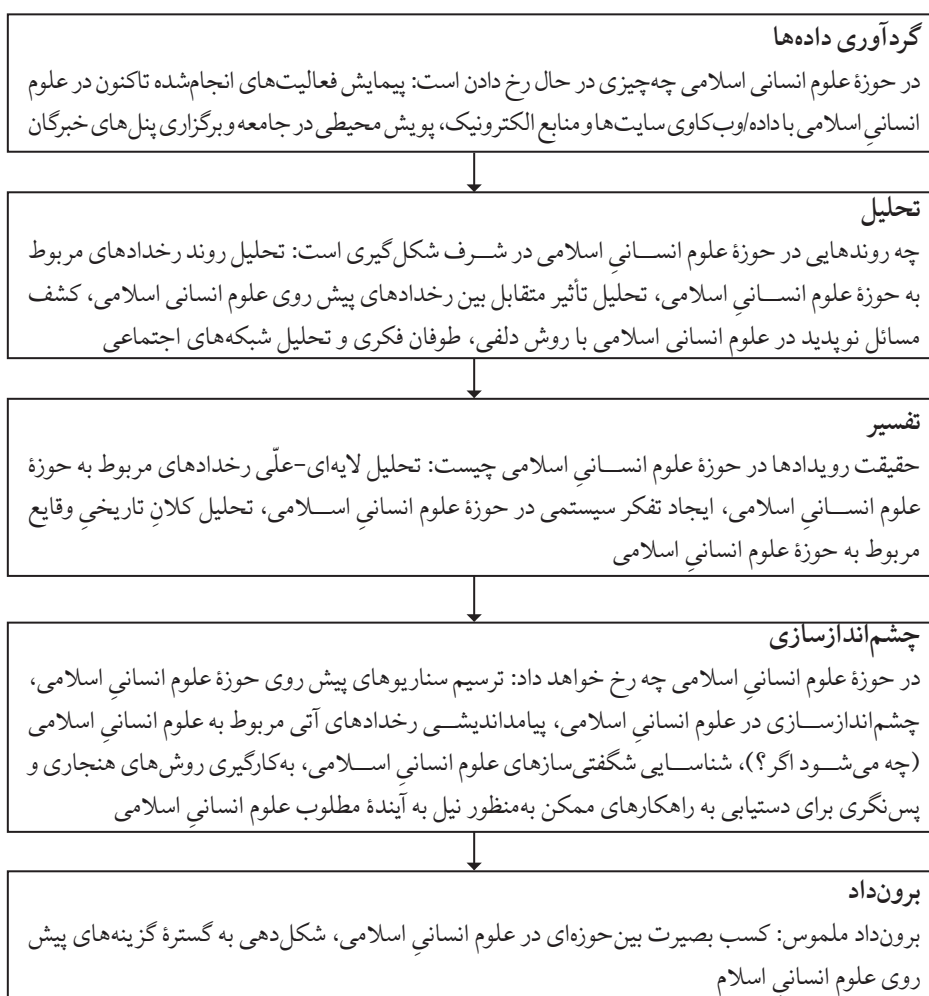 گردآوری داده‌ها
در حوزهٔ علوم انسانی اسلامی چه‌چیزی در حال رخ دادن است: پیمایش فعالیت‌های انجام‌شده تاکنون در علوم
انسانیِ اسلامی با داده/وب‌کاوی سایت‌ها و منابع الکترونیک، پویش محیطی در جامعه و برگزاری پنل‌های خبرگان
تحلیل
چه روندهایی در حوزهٔ علوم انسانیِ اسلامی در شرف شکل‌گیری است: تحلیل روند رخدادهای مربوط
به حوزهٔ علوم انسانیِ اسلامی، تحلیل تأثیر متقابل بین رخدادهای پیش روی علوم انسانی اسلامی، کشف
مسائل نوپدید در علوم انسانی اسلامی با روش دلفی، طوفان فکری و تحلیل شبکه‌های اجتماعی
تفسیر
حقیقت رویدادها در حوزهٔ علوم انسانیِ اسلامی چیست: تحلیل لایه‌ای-علّی رخدادهای مربوط به حوزهٔ
علوم انسانیِ اسلامی، ایجاد تفکر سیستمی در حوزهٔ علوم انسانیِ اسلامی، تحلیل کلانِ تاریخیِ وقایع
مربوط به حوزهٔ علوم انسانیِ اسلامی
چشم‌اندازسازی
در حوزهٔ علوم انسانیِ اسلامی چه رخ خواهد داد: ترسیم سناریوهای پیش روی حوزهٔ علوم انسانیِ اسلامی،
چشم‌اندازسازی در علوم انسانیِ اسلامی، پیامداندیشی رخدادهای آتی مربوط به علوم انسانیِ اسلامی
(چه می‌شود اگر؟)، شناسایی شگفتی‌سازهای علوم انسانیِ اسلامی، به‌کارگیری روش‌های هنجاری و
پس‌نگری برای دستیابی به راهکارهای ممکن به‌منظور نیل به آیندهٔ مطلوب علوم انسانیِ اسلامی
برون‌داد
برون‌داد ملموس: کسب بصیرت بین‌حوزه‌ای در علوم انسانیِ اسلامی، شکل‌دهی به گسترهٔ گزینه‌های پیش
روی علوم انسانیِ اسلام